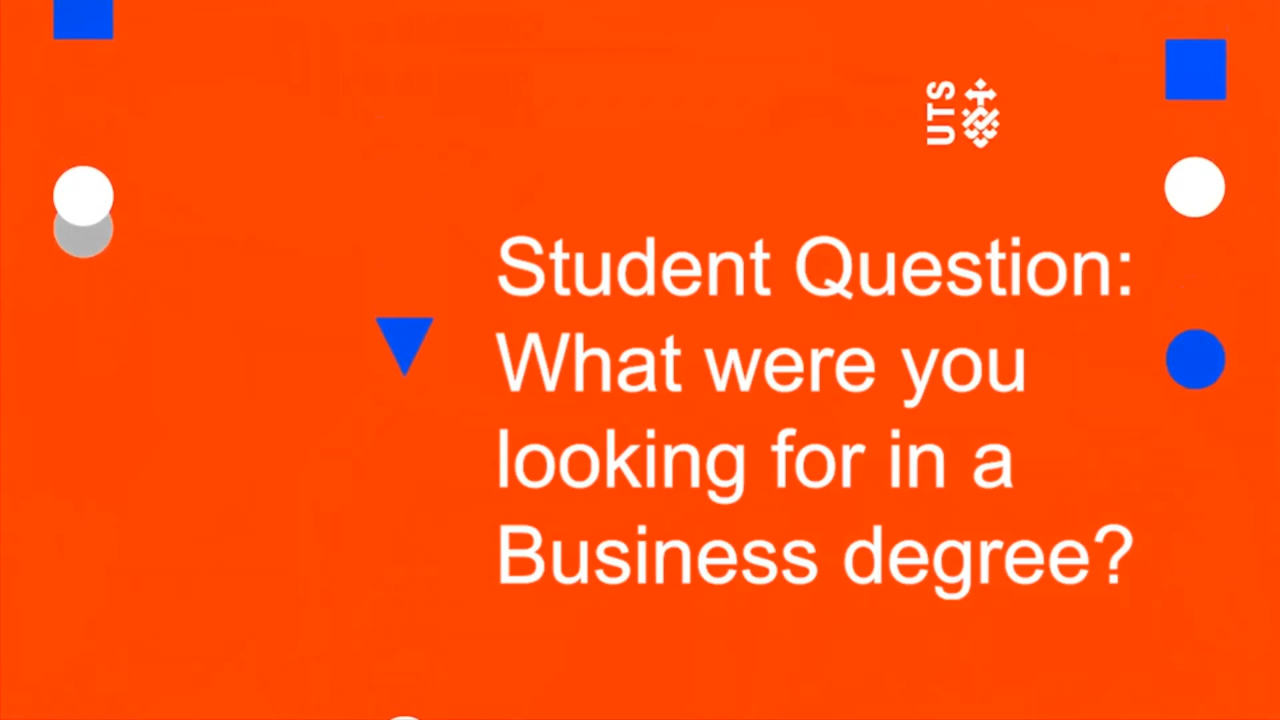 UTS
Student Question:
What were you
looking for in a
Business degree?